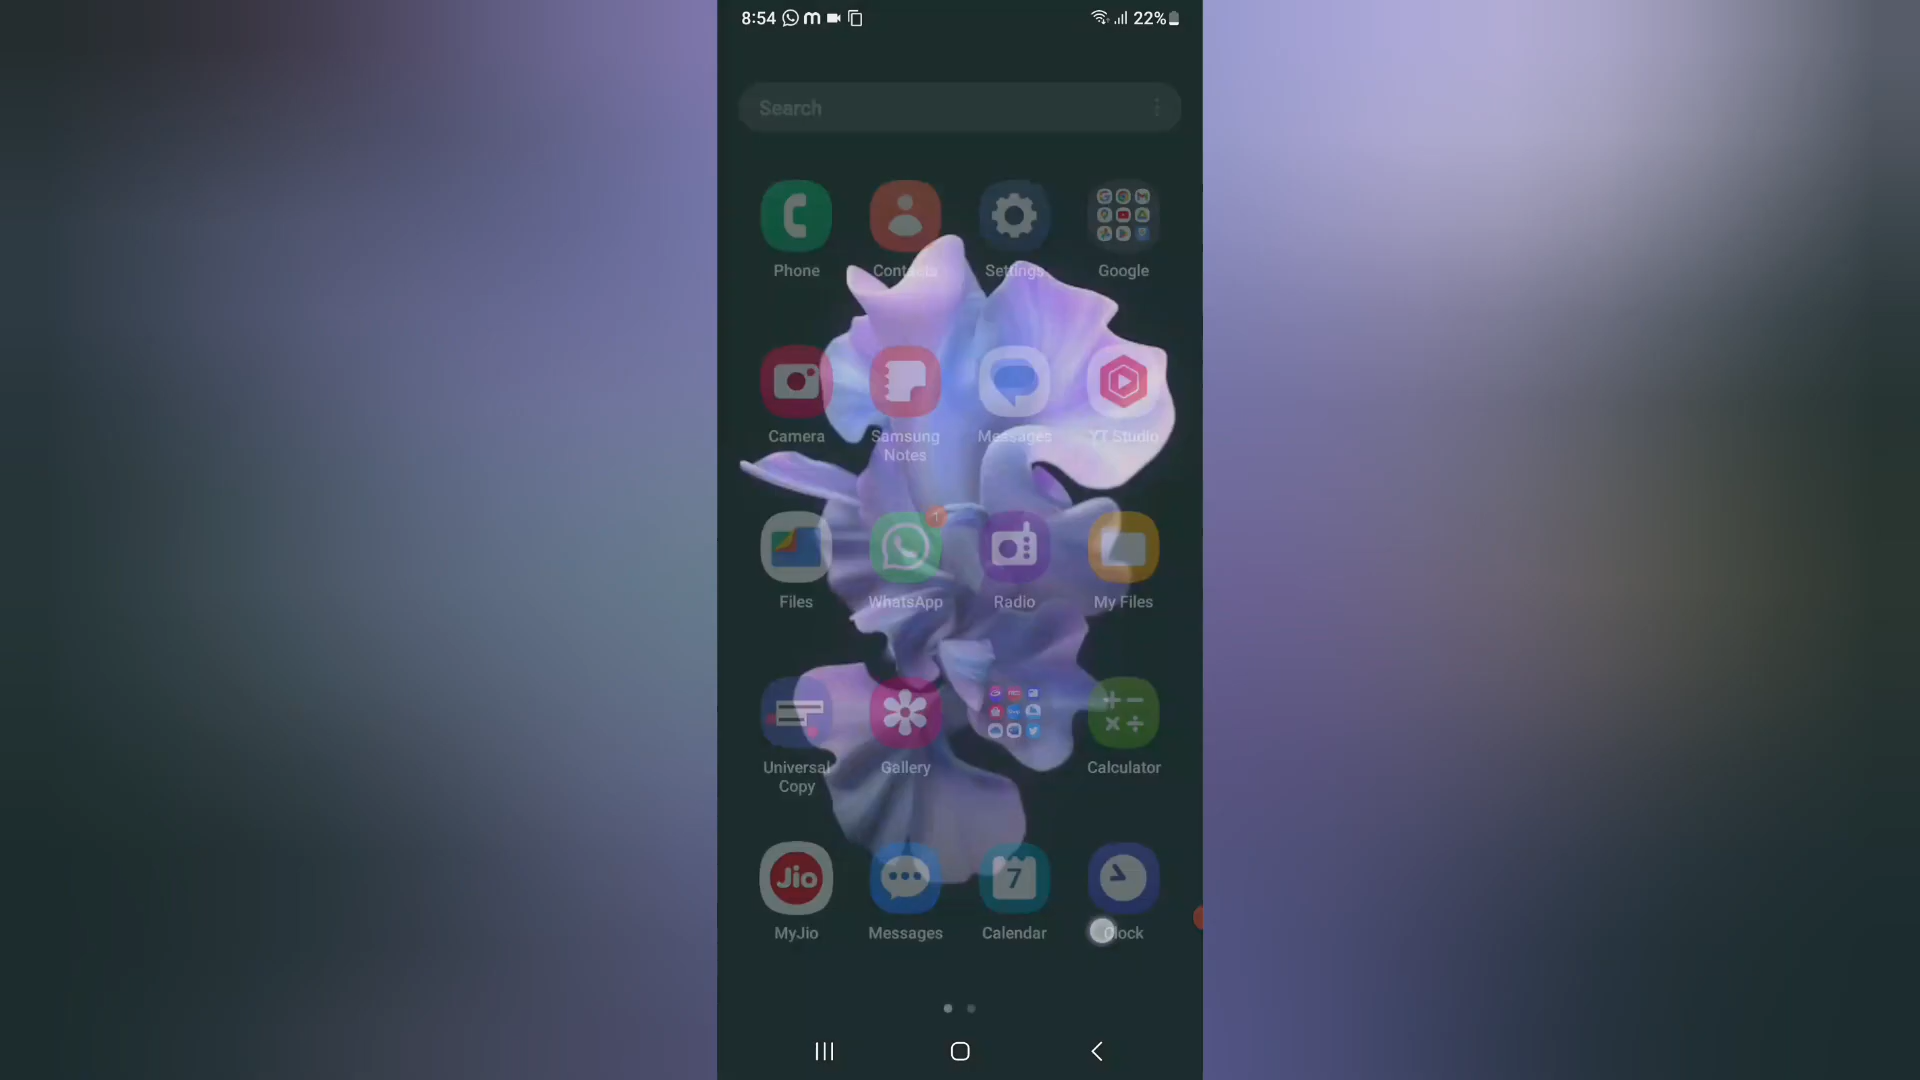 8:54
22%
Search
Phone
Contacts
Settings
Google
Camera
Samsung
Notes
Messages
YT Studio
1
Files
WhatsApp
Radio
My Files
Universal
Copy
Gallery
Calculator
Jio
7
MyJio
Messages
Calendar
Clock